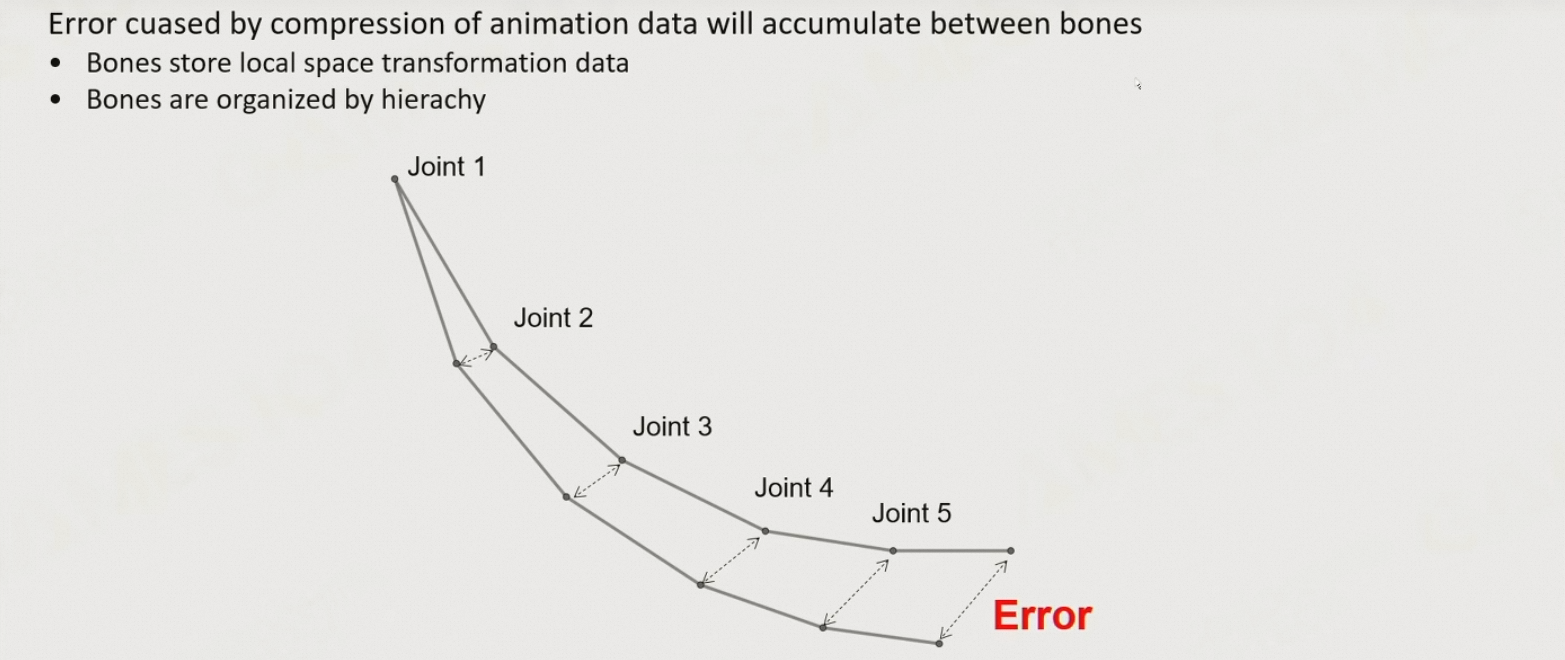 Error cuased by compression of animation data will accumulate between bones
• Bones store local space transformation data
• Bones are organized by hierachy
Joint 1
Joint 2
Joint 3
Joint 4
Joint 5
Error